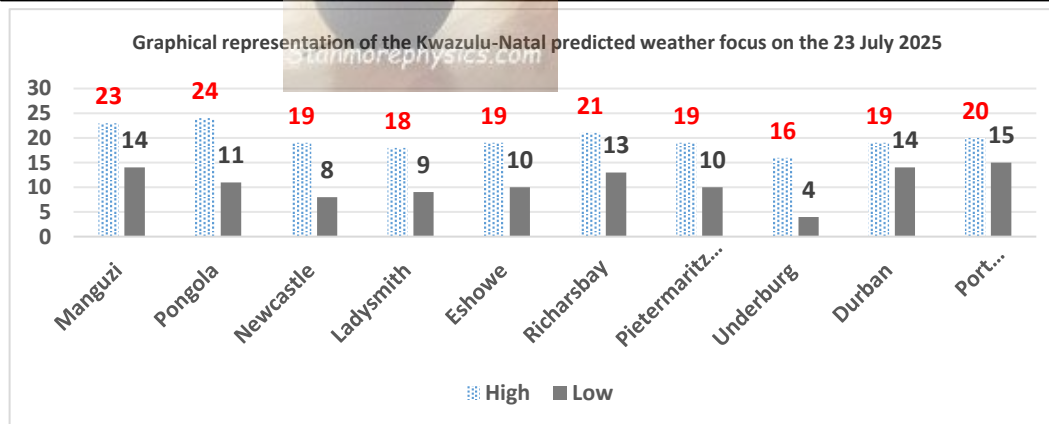 Graphical representation of the Kwazulu-Natal predicted weather focus on the 23 July 2025
Stanmorephysics.com
30
25
20
15
10
5
0
23 14
24 11
19 8
18 9
19 10
21 13
19 10
16 4
19 14
20 15
Manguzi
Pongola
Newcastle
Ladysmith
Eshowe
Richarsbay
Pietermaritz...
Underburg
Durban
Port...
High Low